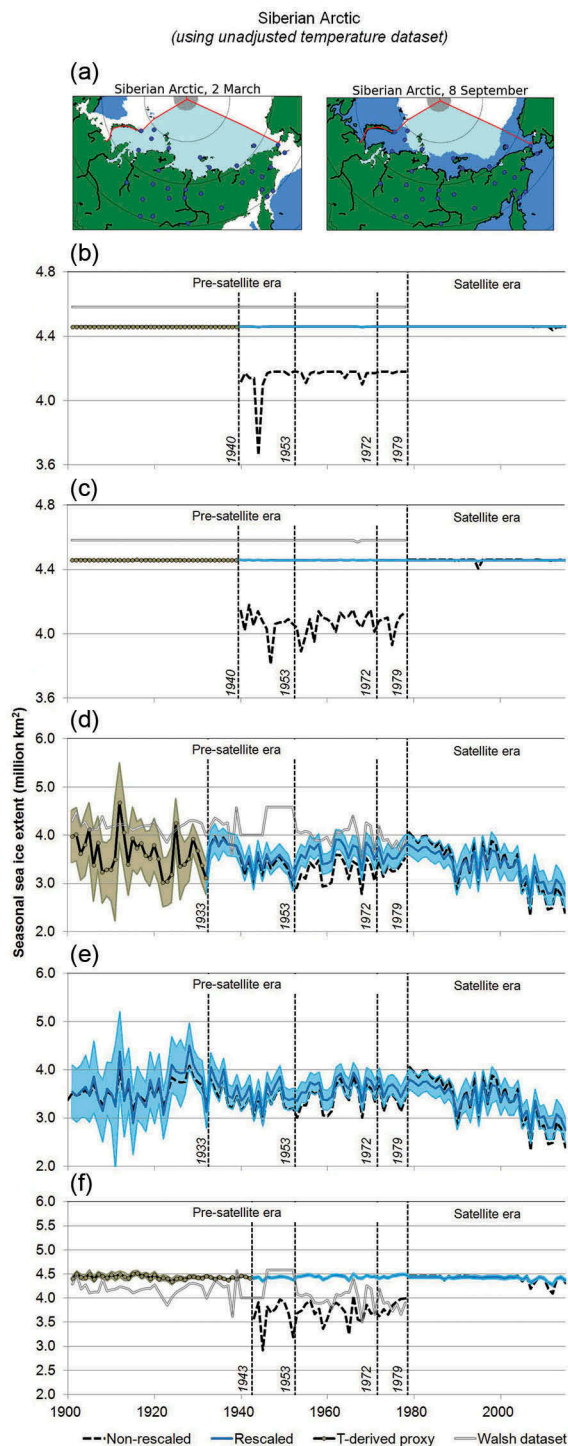 Siberian Arctic
(using unadjusted temperature dataset)
(a)
Siberian Arctic, 2 March
Siberian Arctic, 8 September
(b)
4.8
Pre-satellite era
Satellite era
4.4
4.0
1940
1953
1972
1979
3.6
(c)
4.8
Pre-satellite era
Satellite era
4.4
4.0
1940
1953
1972
1979
3.6
Seasonal sea ice extent (million km²)
(d)
6.0
Pre-satellite era
Satellite era
5.0
4.0
3.0
1933
1953
1972
1979
2.0
(e)
6.0
Pre-satellite era
Satellite era
5.0
4.0
3.0
1933
1953
1972
1979
2.0
(f)
6.0
Pre-satellite era
Satellite era
5.5
5.0
4.5
4.0
3.5
3.1
2.5
1943
1953
1972
1979
2.0
1900
1920
1940
1960
1980
2000
Non-rescaled
Rescaled
T-derived proxy
Walsh dataset